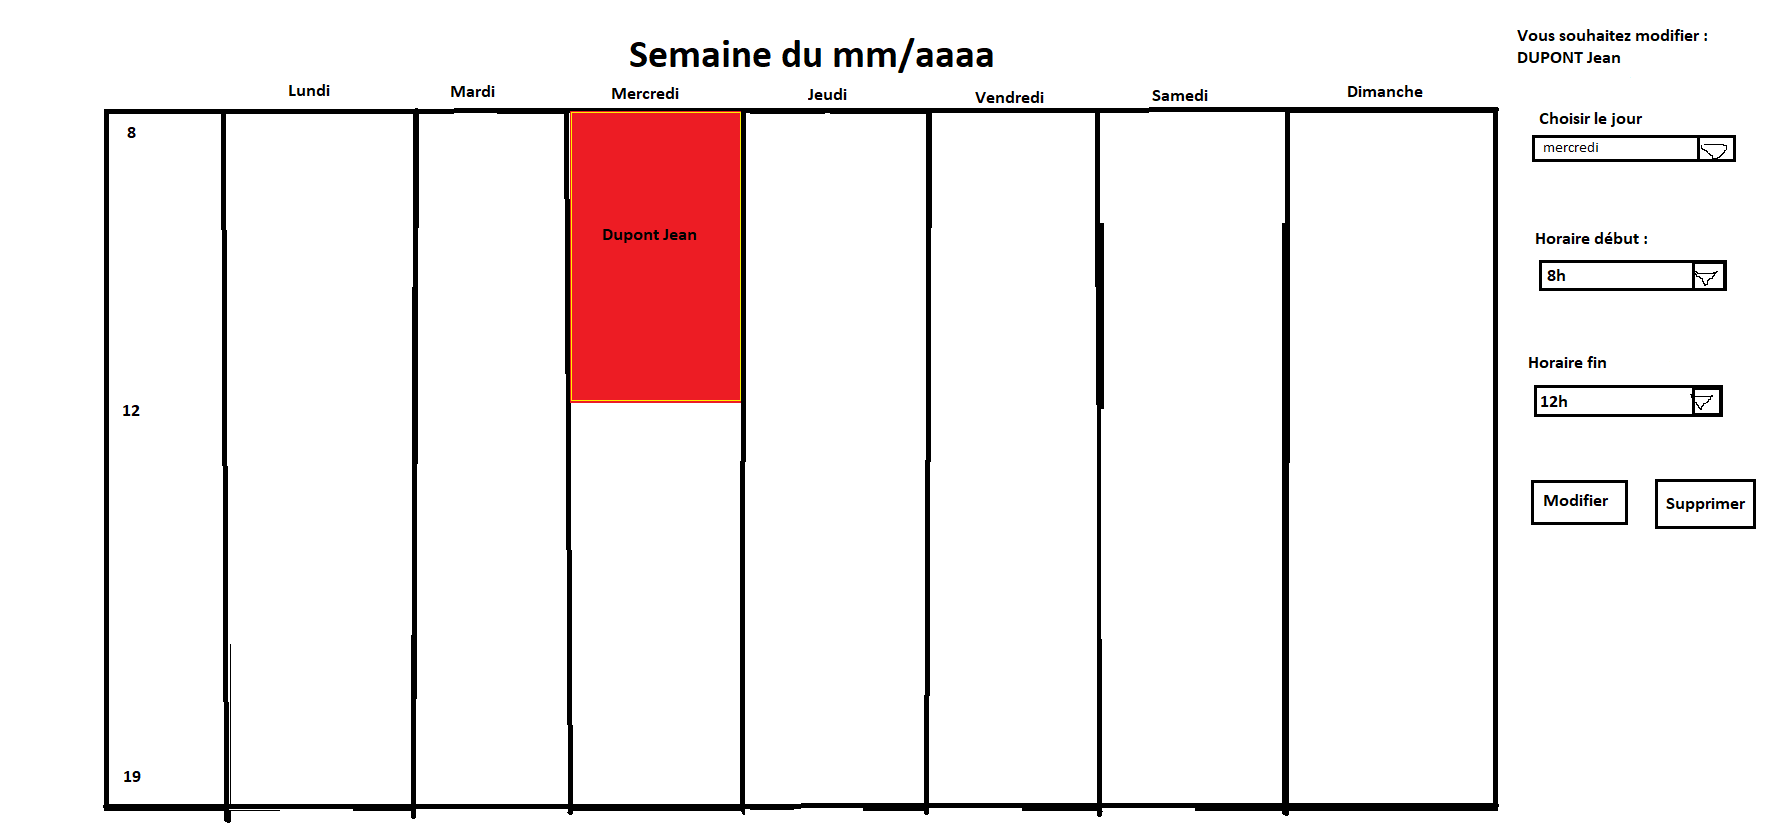 Semaine du mm/aaaa
Lundi
Mardi
Mercredi
Jeudi
Vendredi
Samedi
Dimanche
8
Dupont Jean
12
19
Vous souhaitez modifier :
DUPONT Jean
Choisir le jour
mercredi
Horaire début :
8h
Horaire fin
12h
Modifier
Supprimer